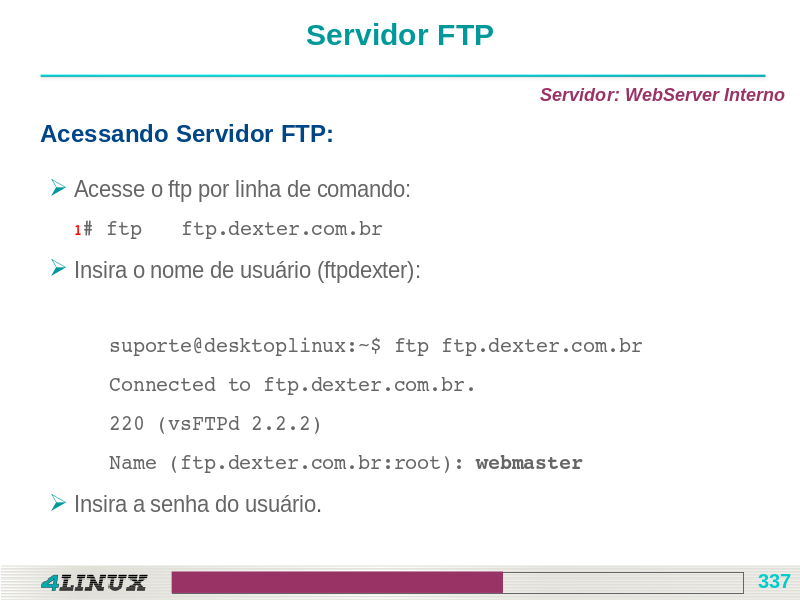 Servidor FTP
Servidor: WebServer Interno
Acessando Servidor FTP:
Acesse o ftp por linha de comando:
1# ftp ftp.dexter.com.br
Insira o nome de usuário (ftpdexter):
suporte@desktoplinux:~$ ftp ftp.dexter.com.br
Connected to ftp.dexter.com.br.
220 (vsFTPd 2.2.2)
Name (ftp.dexter.com.br:root): webmaster
Insira a senha do usuário.
4LINUX
337